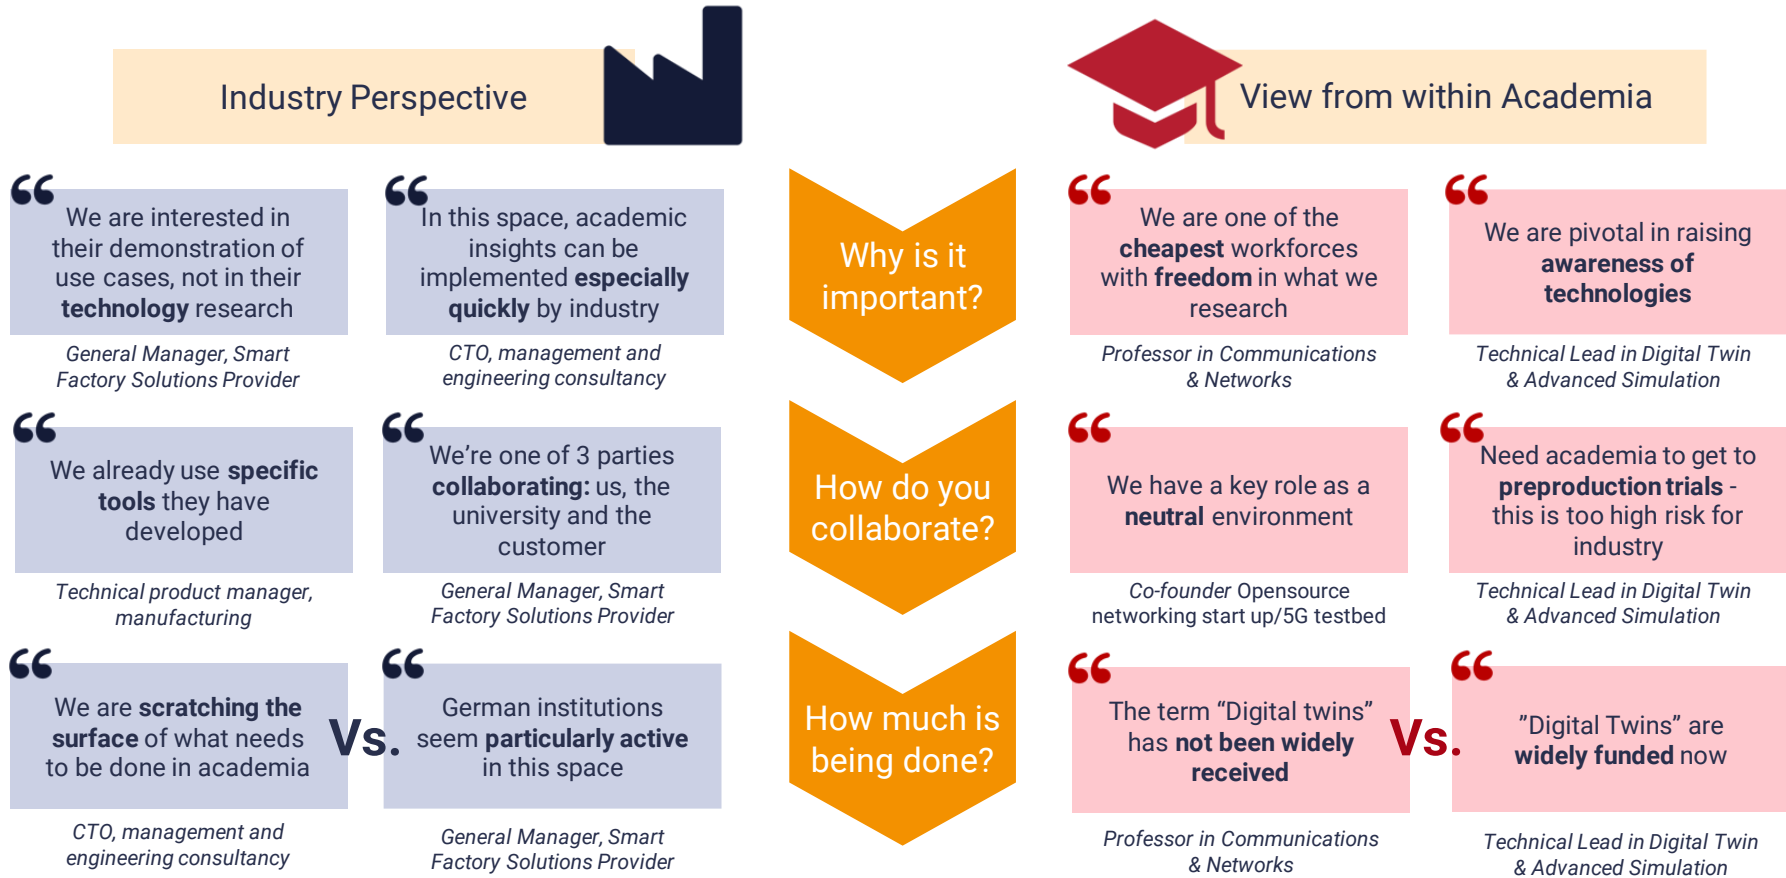 Industry Perspective
View from within Academia
We are interested in
their demonstration of
use cases, not in their
technology research
General Manager, Smart
Factory Solutions Provider
In this space, academic
insights can be
implemented especially
quickly by industry
CTO, management and
engineering consultancy
Why is it
important?
We are one of the
cheapest workforces
with freedom in what we
research
Professor in Communications
& Networks
We are pivotal in raising
awareness of
technologies
Technical Lead in Digital Twin
& Advanced Simulation
We already use specific
tools they have
developed
Technical product manager,
manufacturing
We’re one of 3 parties
collaborating: us, the
university and the
customer
General Manager, Smart
Factory Solutions Provider
How do you
collaborate?
We have a key role as a
neutral environment
Co-founder Opensource
networking start up/5G testbed
Need academia to get to
preproduction trials -
this is too high risk for
industry
Technical Lead in Digital Twin
& Advanced Simulation
We are scratching the
surface of what needs
to be done in academia
CTO, management and
engineering consultancy
Vs.
German institutions
seem particularly active
in this space
General Manager, Smart
Factory Solutions Provider
How much is
being done?
The term “Digital twins”
has not been widely
received
Professor in Communications
& Networks
Vs.
”Digital Twins” are
widely funded now
Technical Lead in Digital Twin
& Advanced Simulation